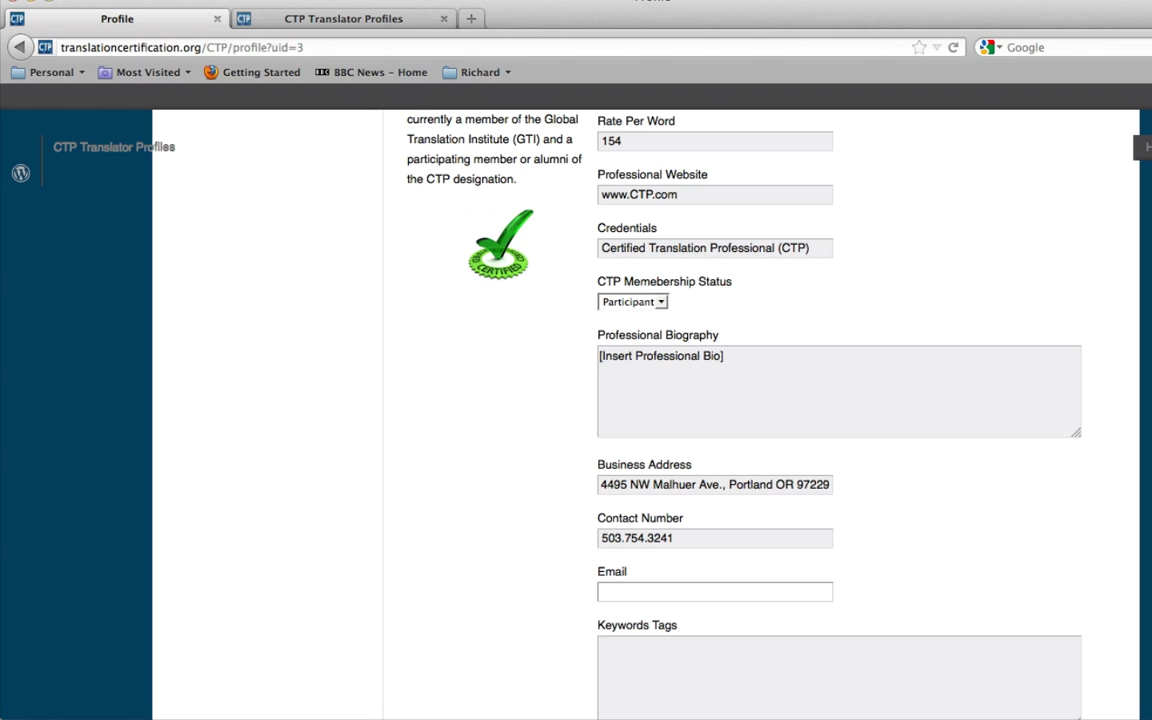 Profile
CTP Translator Profiles
translationcertification.org/CTP/profile?uid=3
Google
Personal
Most Visited
Getting Started
BBC News – Home
Richard
CTP Translator Profiles
H
currently a member of the Global
Translation Institute (GTI) and a
participating member or alumni of
the CTP designation.
CERTIFIED
Rate Per Word
154
Professional Website
www.CTP.com
Credentials
Certified Translation Professional (CTP)
CTP Memebership Status
Participant
Professional Biography
[Insert Professional Bio]
Business Address
4495 NW Malhuer Ave., Portland OR 97229
Contact Number
503.754.3241
Email
Keywords Tags